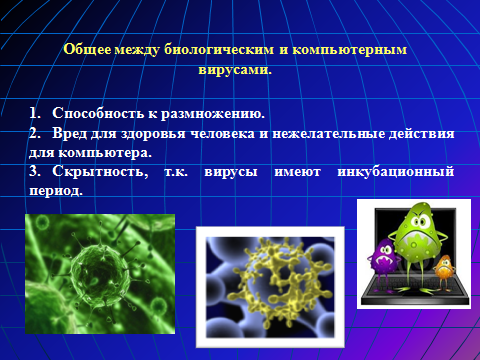 Общее между биологическим и компьютерным
вирусами.
1. Способность к размножению.
2. Вред для здоровья человека и нежелательные действия
для компьютера.
3. Скрытность, т.к. вирусы имеют инкубационный
период.